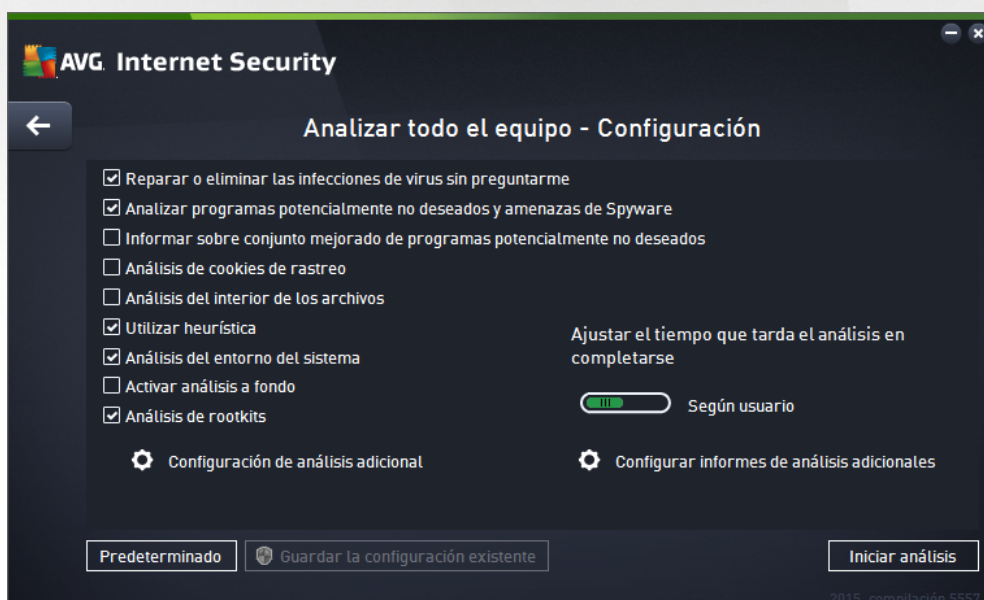 AVG. Internet Security
Analizar todo el equipo - Configuración
Reparar o eliminar las infecciones de virus sin preguntarme
Analizar programas potencialmente no deseados y amenazas de Spyware
Informar sobre conjunto mejorado de programas potencialmente no deseados
Análisis de cookies de rastreo
Análisis del interior de los archivos
Utilizar heurística
Análisis del entorno del sistema
Activar análisis a fondo
Análisis de rootkits
Ajustar el tiempo que tarda el análisis en
completarse
Según usuario
Configuración de análisis adicional
Configurar informes de análisis adicionales
Predeterminado
Guardar la configuración existente
Iniciar análisis
2015. compilación 5557